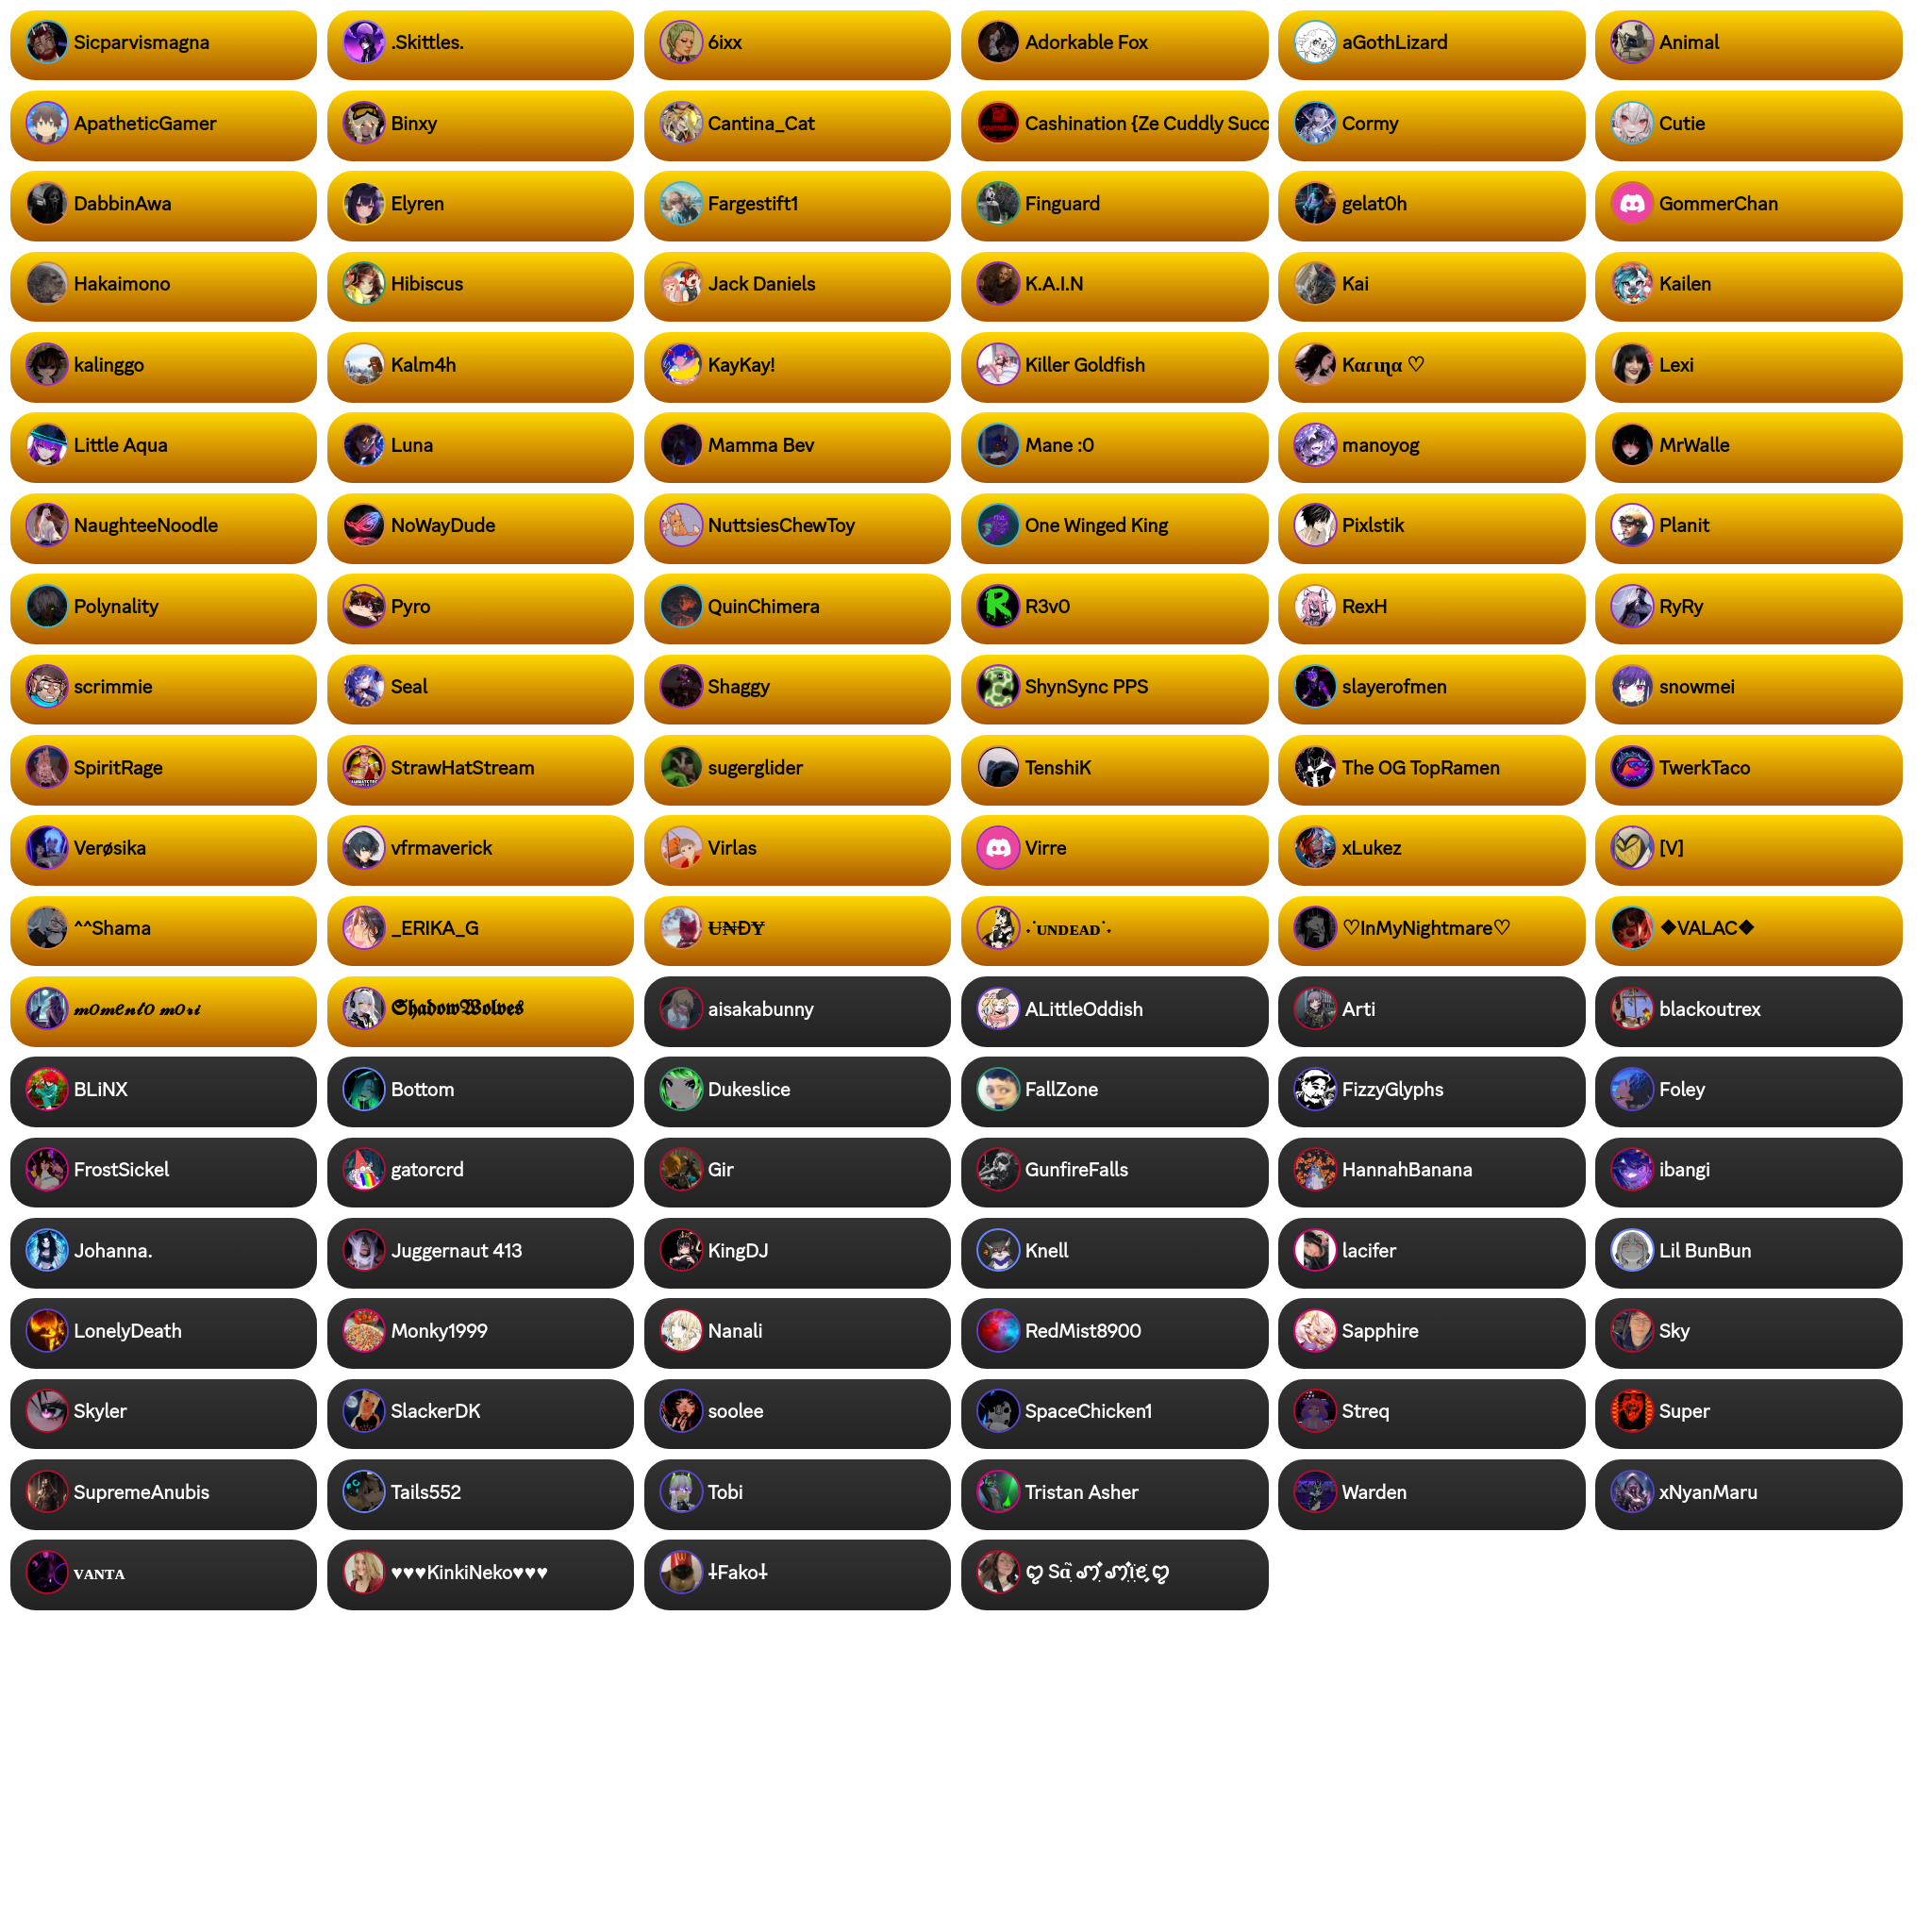 Sicparvismagna
.Skittles.
6ixx
Adorkable Fox
aGothLizard
Animal
ApatheticGamer
Binxy
Cantina_Cat
Cashination {Ze Cuddly Succ
Cormy
Cutie
DabbinAwa
Elyren
Fargestift1
Finguard
gelat0h
GommerChan
Hakaimono
Hibiscus
Jack Daniels
K.A.I.N
Kai
Kailen
kalinggo
Kalm4h
KayKay!
Killer Goldfish
Kαɾιɳα ♡
Lexi
Little Aqua
Luna
Mamma Bev
Mane :0
manoyog
MrWalle
NaughteeNoodle
NoWayDude
NuttsiesChewToy
One Winged King
Pixlstik
Planit
Polynality
Pyro
QuinChimera
R3v0
RexH
RyRy
scrimmie
Seal
Shaggy
ShynSync PPS
slayerofmen
snowmei
SpiritRage
StrawHatStream
sugerglider
TenshiK
The OG TopRamen
TwerkTaco
Verøsika
vfrmaverick
Virlas
Virre
xLukez
[V]
^^Shama
_ERIKA_G
U̶N̶D̶Y̶
˖˙ᴜɴᴅᴇᴀᴅ˙˖
♡InMyNightmare♡
❖VALAC❖
𝓶𝓸𝓶𝓮𝓷𝓽𝓸 𝓶𝓸𝓻𝓲
𝕾𝖍𝖆𝖉𝖔𝖜𝖂𝖔𝖑𝖛𝖊𝖘
aisakabunny
ALittleOddish
Arti
blackoutrex
BLiNX
Bottom
Dukeslice
FallZone
FizzyGlyphs
Foley
FrostSickel
gatorcrd
Gir
GunfireFalls
HannahBanana
ibangi
Johanna.
Juggernaut 413
KingDJ
Knell
lacifer
Lil BunBun
LonelyDeath
Monky1999
Nanali
RedMist8900
Sapphire
Sky
Skyler
SlackerDK
soolee
SpaceChicken1
Streq
Super
SupremeAnubis
Tails552
Tobi
Tristan Asher
Warden
xNyanMaru
ᴠᴀɴᴛᴀ
♥♥♥KinkiNeko♥♥♥
⸸Fako⸸